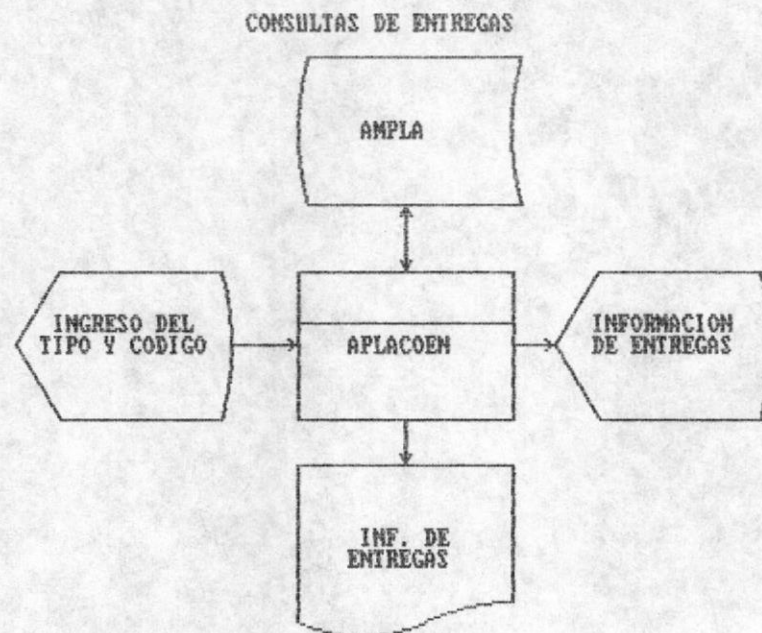 CONSULTAS DE ENTREGAS
AMPLA
INGRESO DEL
TIPO Y CODIGO
APLACOEN
INFORMACION
DE ENTREGAS
INF. DE
ENTREGAS